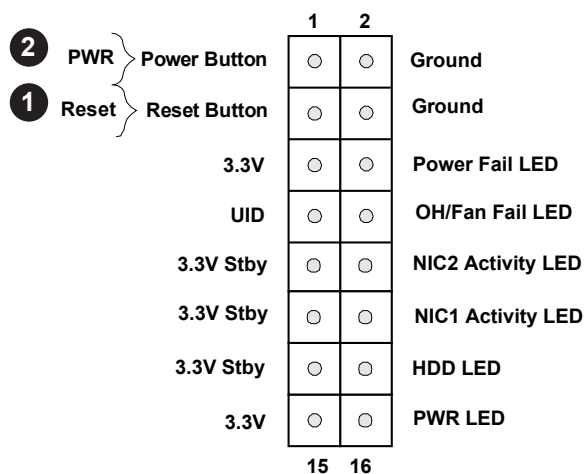 1 2
2 PWR Power Button Ground
1 Reset Reset Button Ground
3.3V Power Fail LED
UID OH/Fan Fail LED
3.3V Stby NIC2 Activity LED
3.3V Stby NIC1 Activity LED
3.3V Stby HDD LED
3.3V PWR LED
15 16